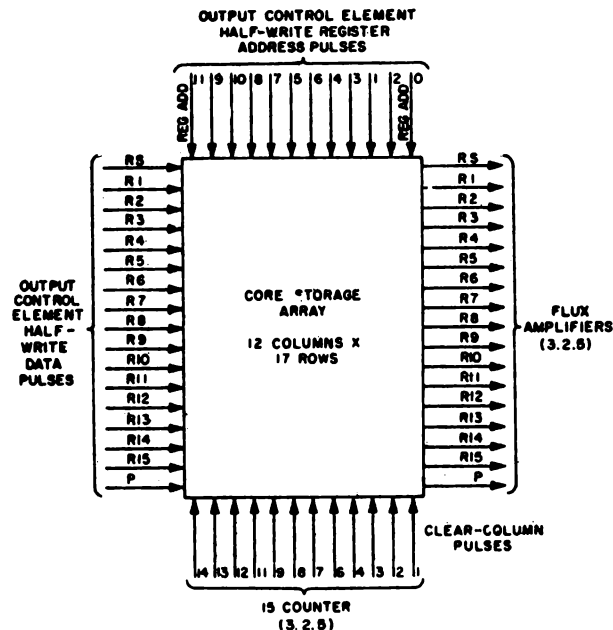 OUTPUT CONTROL ELEMENT
HALF-WRITE REGISTER
ADDRESS PULSES
REG ADD 11 9 10 8 7 5 6 4 3 1 2 REG ADD 0
OUTPUT
CONTROL
ELEMENT
HALF-
WRITE
DATA
PULSES
RS
R1
R2
R3
R4
R5
R6
R7
R8
R9
R10
R11
R12
R13
R14
R15
P
CORE STORAGE
ARRAY
12 COLUMNS X
17 ROWS
RS
R1
R2
R3
R4
R5
R6
R7
R8
R9
R10
R11
R12
R13
R14
R15
P
FLUX
AMPLIFIERS
(3.2.5)
CLEAR-COLUMN
PULSES
14 13 12 11 9 8 7 6 4 3 2 1
15 COUNTER
(3.2.5)